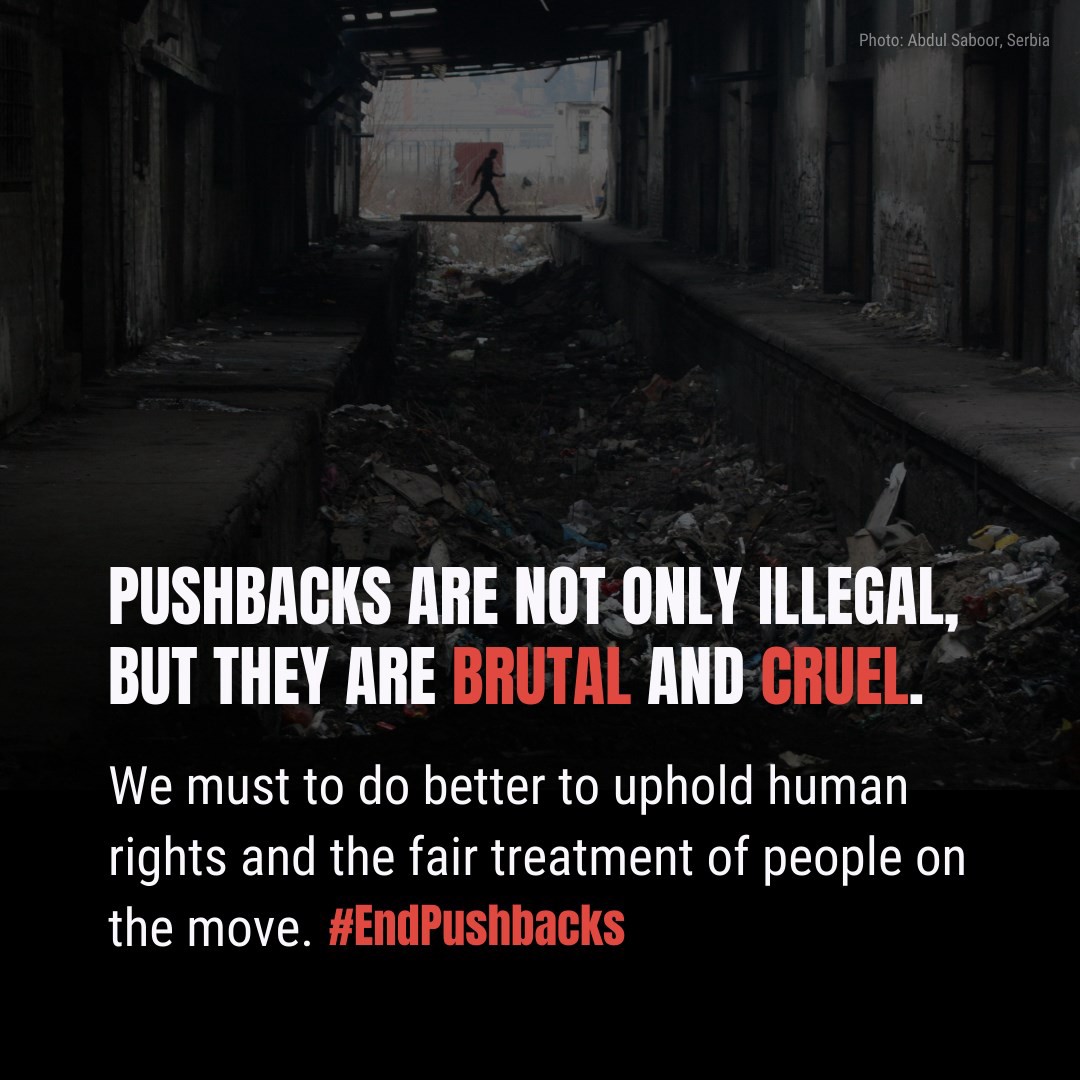 Photo: Abdul Saboor, Serbia
PUSHBACKS ARE NOT ONLY ILLEGAL,
BUT THEY ARE BRUTAL AND CRUEL.
We must to do better to uphold human
rights and the fair treatment of people on
the move. #EndPushbacks